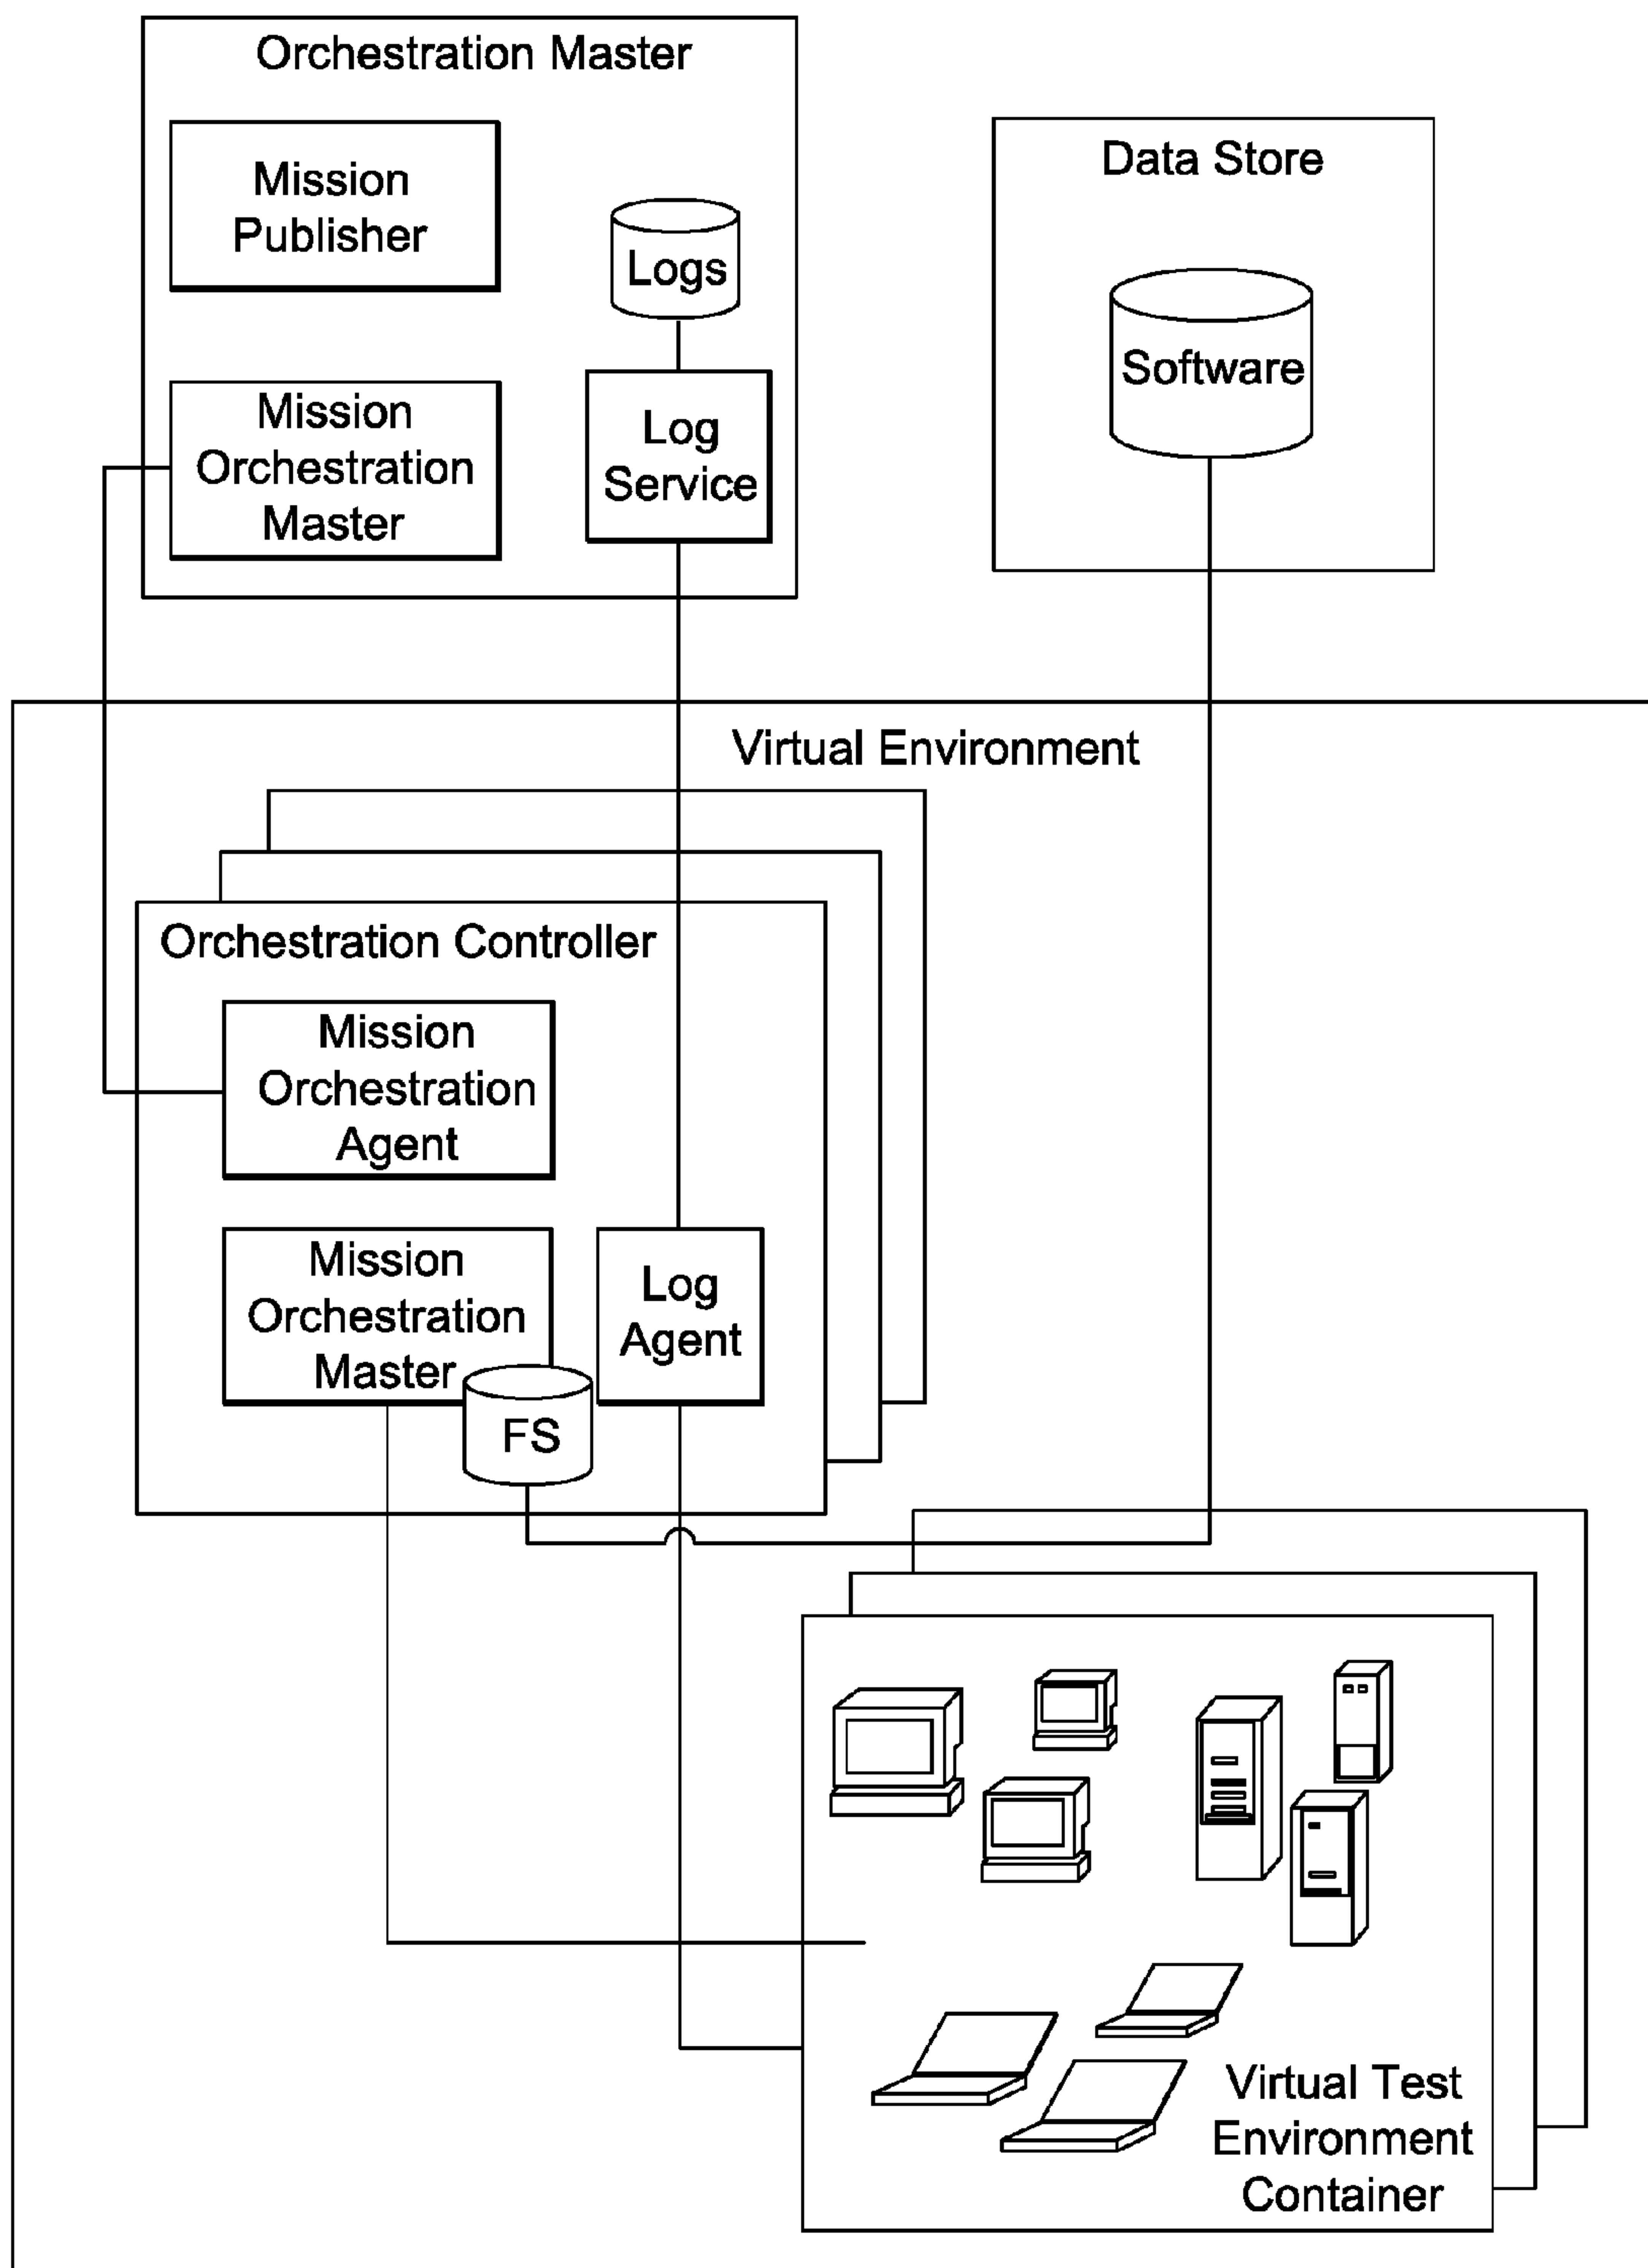 Orchestration Master
Mission
Publisher
Logs
Mission
Orchestration
Master
Log
Service
Data Store
Software
Virtual Environment
Orchestration Controller
Mission
Orchestration
Agent
Mission
Orchestration
Master
Log
Agent
FS
Virtual Test
Environment
Container